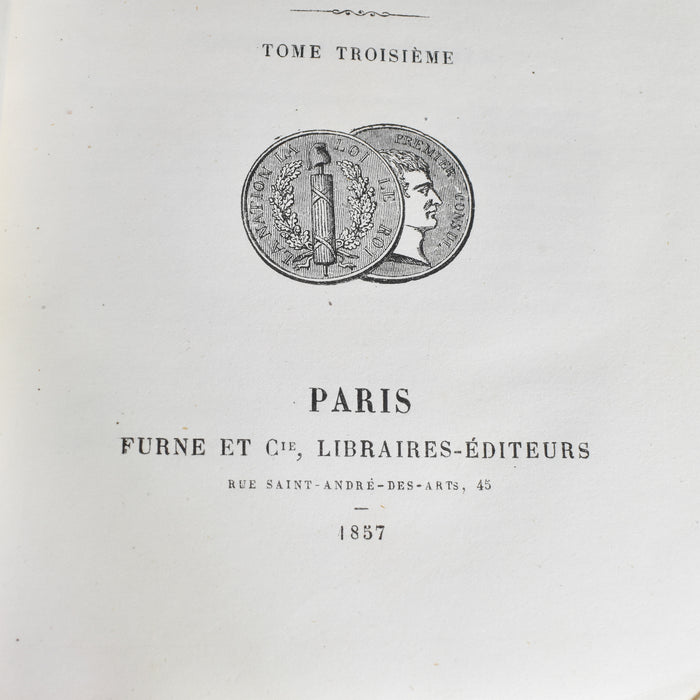 TOME TROISIÈME
LA NATION LA LOI LE ROI
PREMIER CONSUL
PARIS
FURNE ET CIE, LIBRAIRES-ÉDITEURS
RUE SAINT-ANDRÉ-DES-ARTS, 45
1857